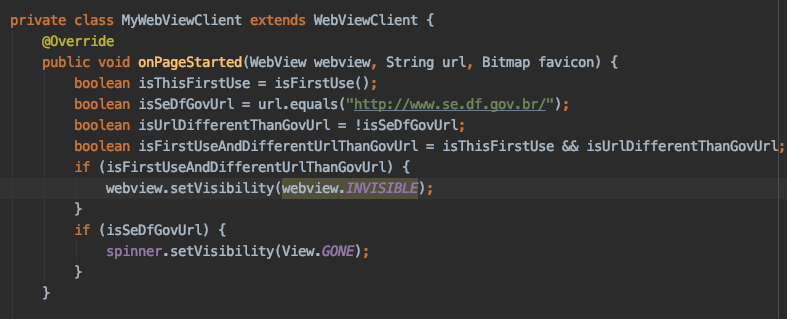 private class MyWebViewClient extends WebViewClient {
@Override
public void onPageStarted(WebView webview, String url, Bitmap favicon) {
boolean isThisFirstUse = isFirstUse();
boolean isSeDfGovUrl = url.equals("http://www.se.df.gov.br/");
boolean isUrlDifferentThanGovUrl = !isSeDfGovUrl;
boolean isFirstUseAndDifferentUrlThanGovUrl = isThisFirstUse && isUrlDifferentThanGovUrl;
if (isFirstUseAndDifferentUrlThanGovUrl) {
webview.setVisibility(webview.INVISIBLE);
}
if (isSeDfGovUrl) {
spinner.setVisibility(View.GONE);
}
}